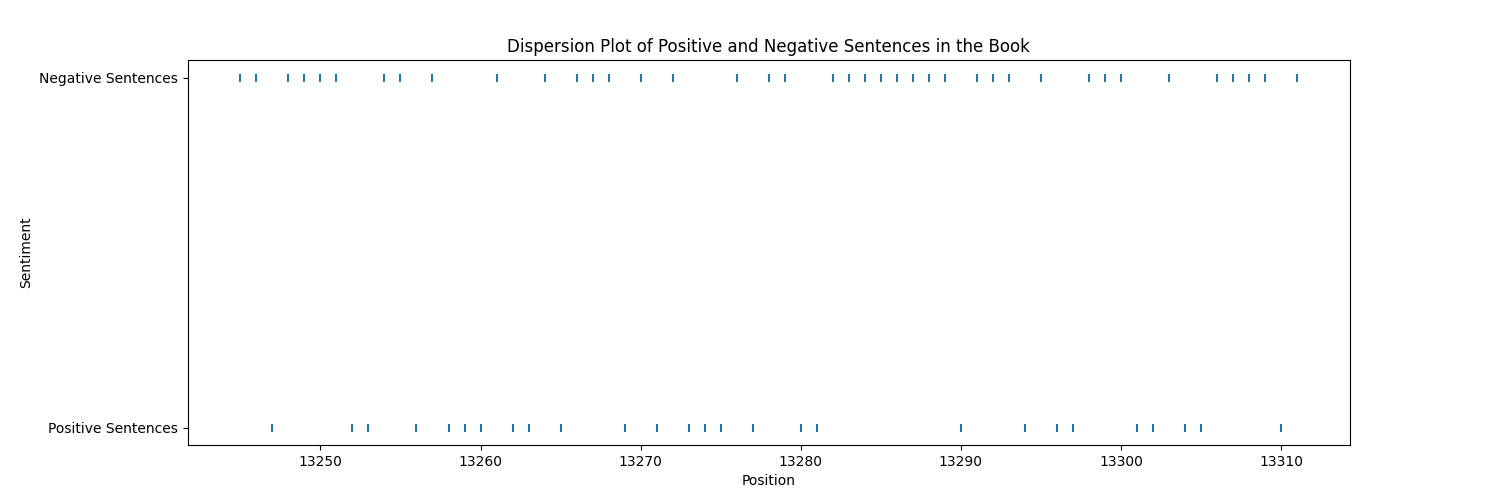 Dispersion Plot of Positive and Negative Sentences in the Book
Negative Sentences
Sentiment
Positive Sentences
13250 13260 13270 13280 13290 13300 13310
Position